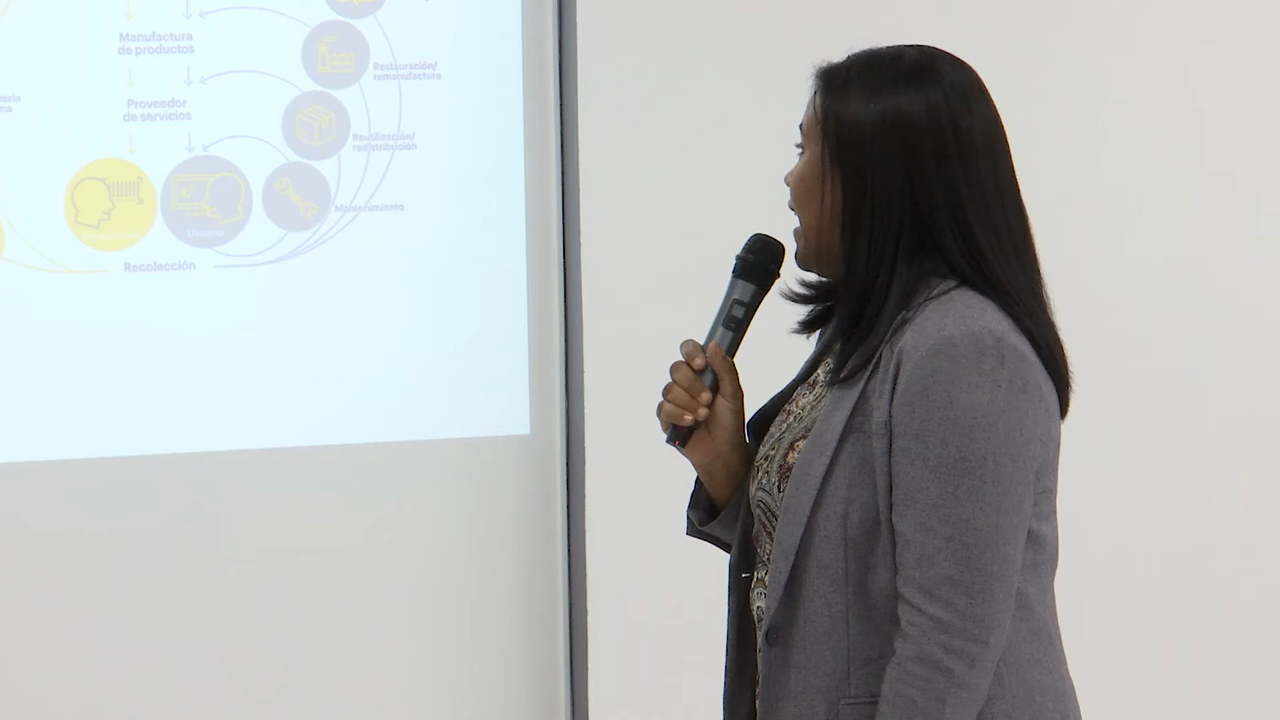 Manufactura
de productos
Restauración/
remanufactura
Proveedor
de servicios
Reutilización/
redistribución
Mantenimiento
Usuario
Recolección